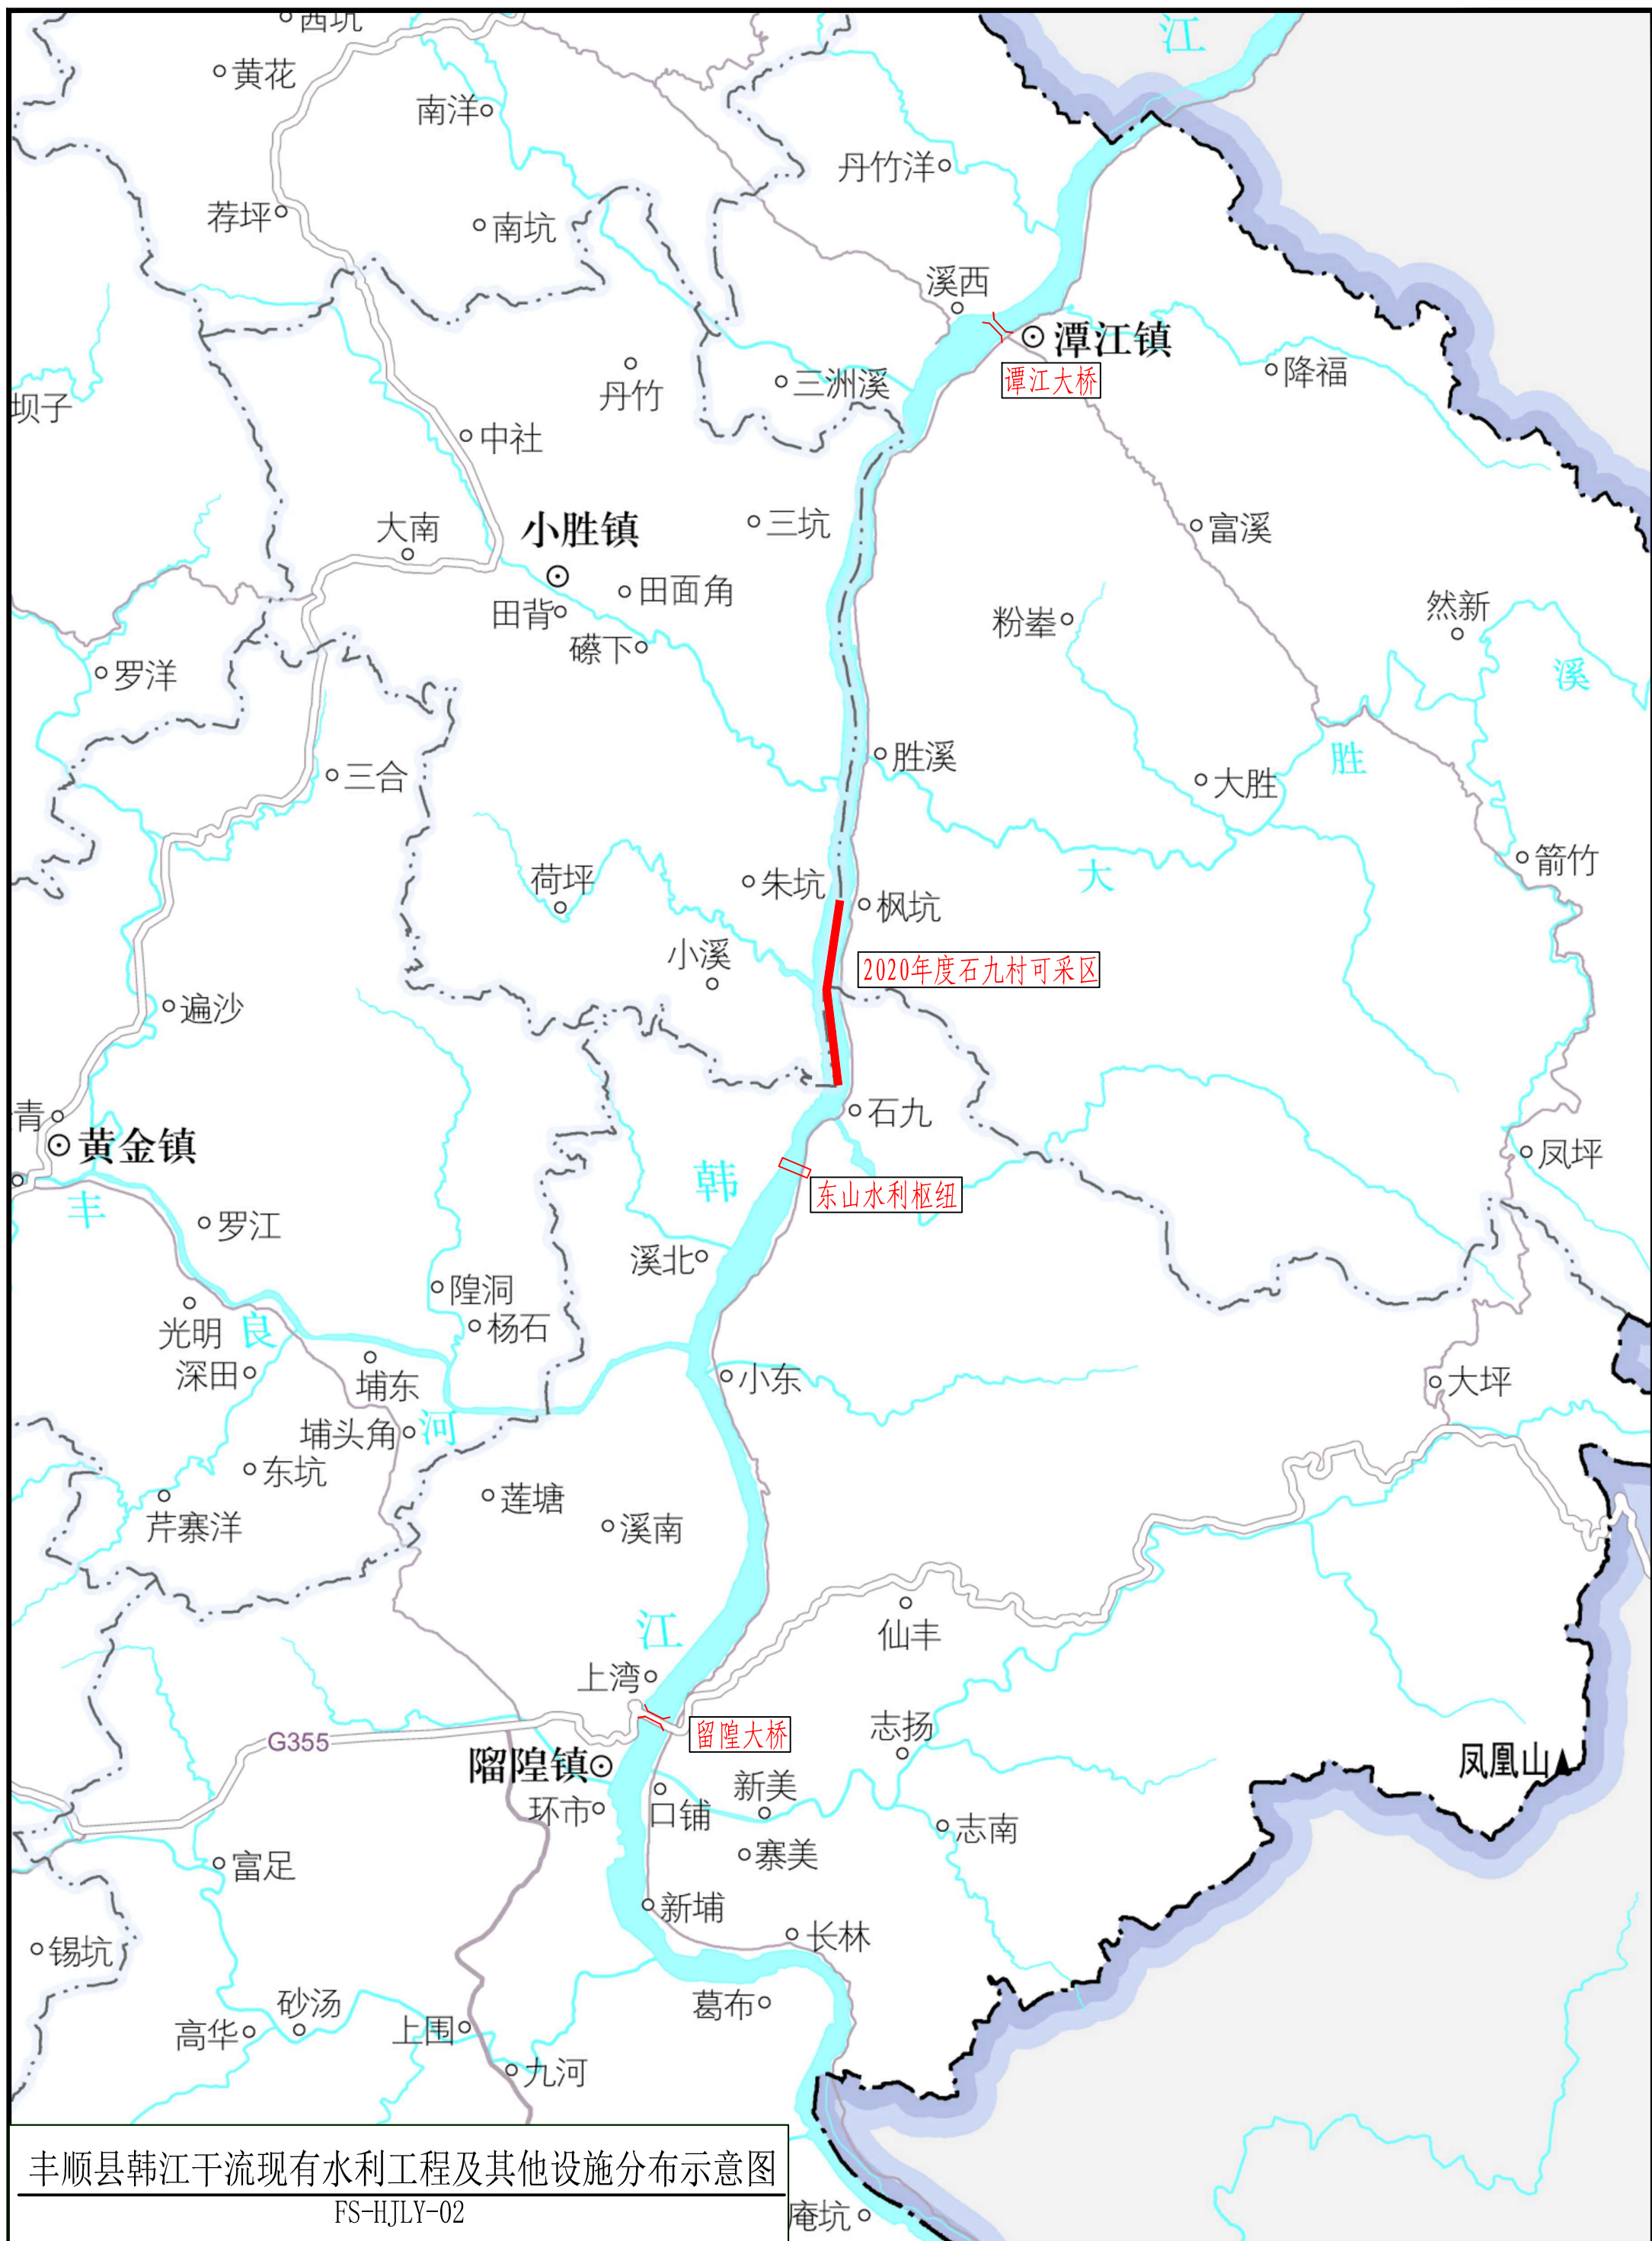 江
西坑
黄花
南洋
丹竹洋
荐坪
南坑
溪西
潭江镇
谭江大桥
降福
丹竹
三洲溪
坝子
中社
三坑
小胜镇
大南
富溪
田面角
田背
磜下
粉輋
然新
溪
罗洋
胜溪
胜
三合
大胜
大
箭竹
荷坪
朱坑
枫坑
小溪
2020年度石九村可采区
遍沙
青
石九
黄金镇
凤坪
韩
东山水利枢纽
丰
罗江
溪北
隍洞
杨石
光明
良
深田
埔东
小东
大坪
埔头角
河
东坑
莲塘
溪南
芹寨洋
仙丰
江
上湾
G355
留隍大桥
志扬
凤凰山
隔隍镇
新美
环市
口铺
志南
寨美
富足
新埔
长林
锡坑
砂汤
葛布
高华
上围
九河
丰顺县韩江干流现有水利工程及其他设施分布示意图
FS-HJLY-02
庵坑